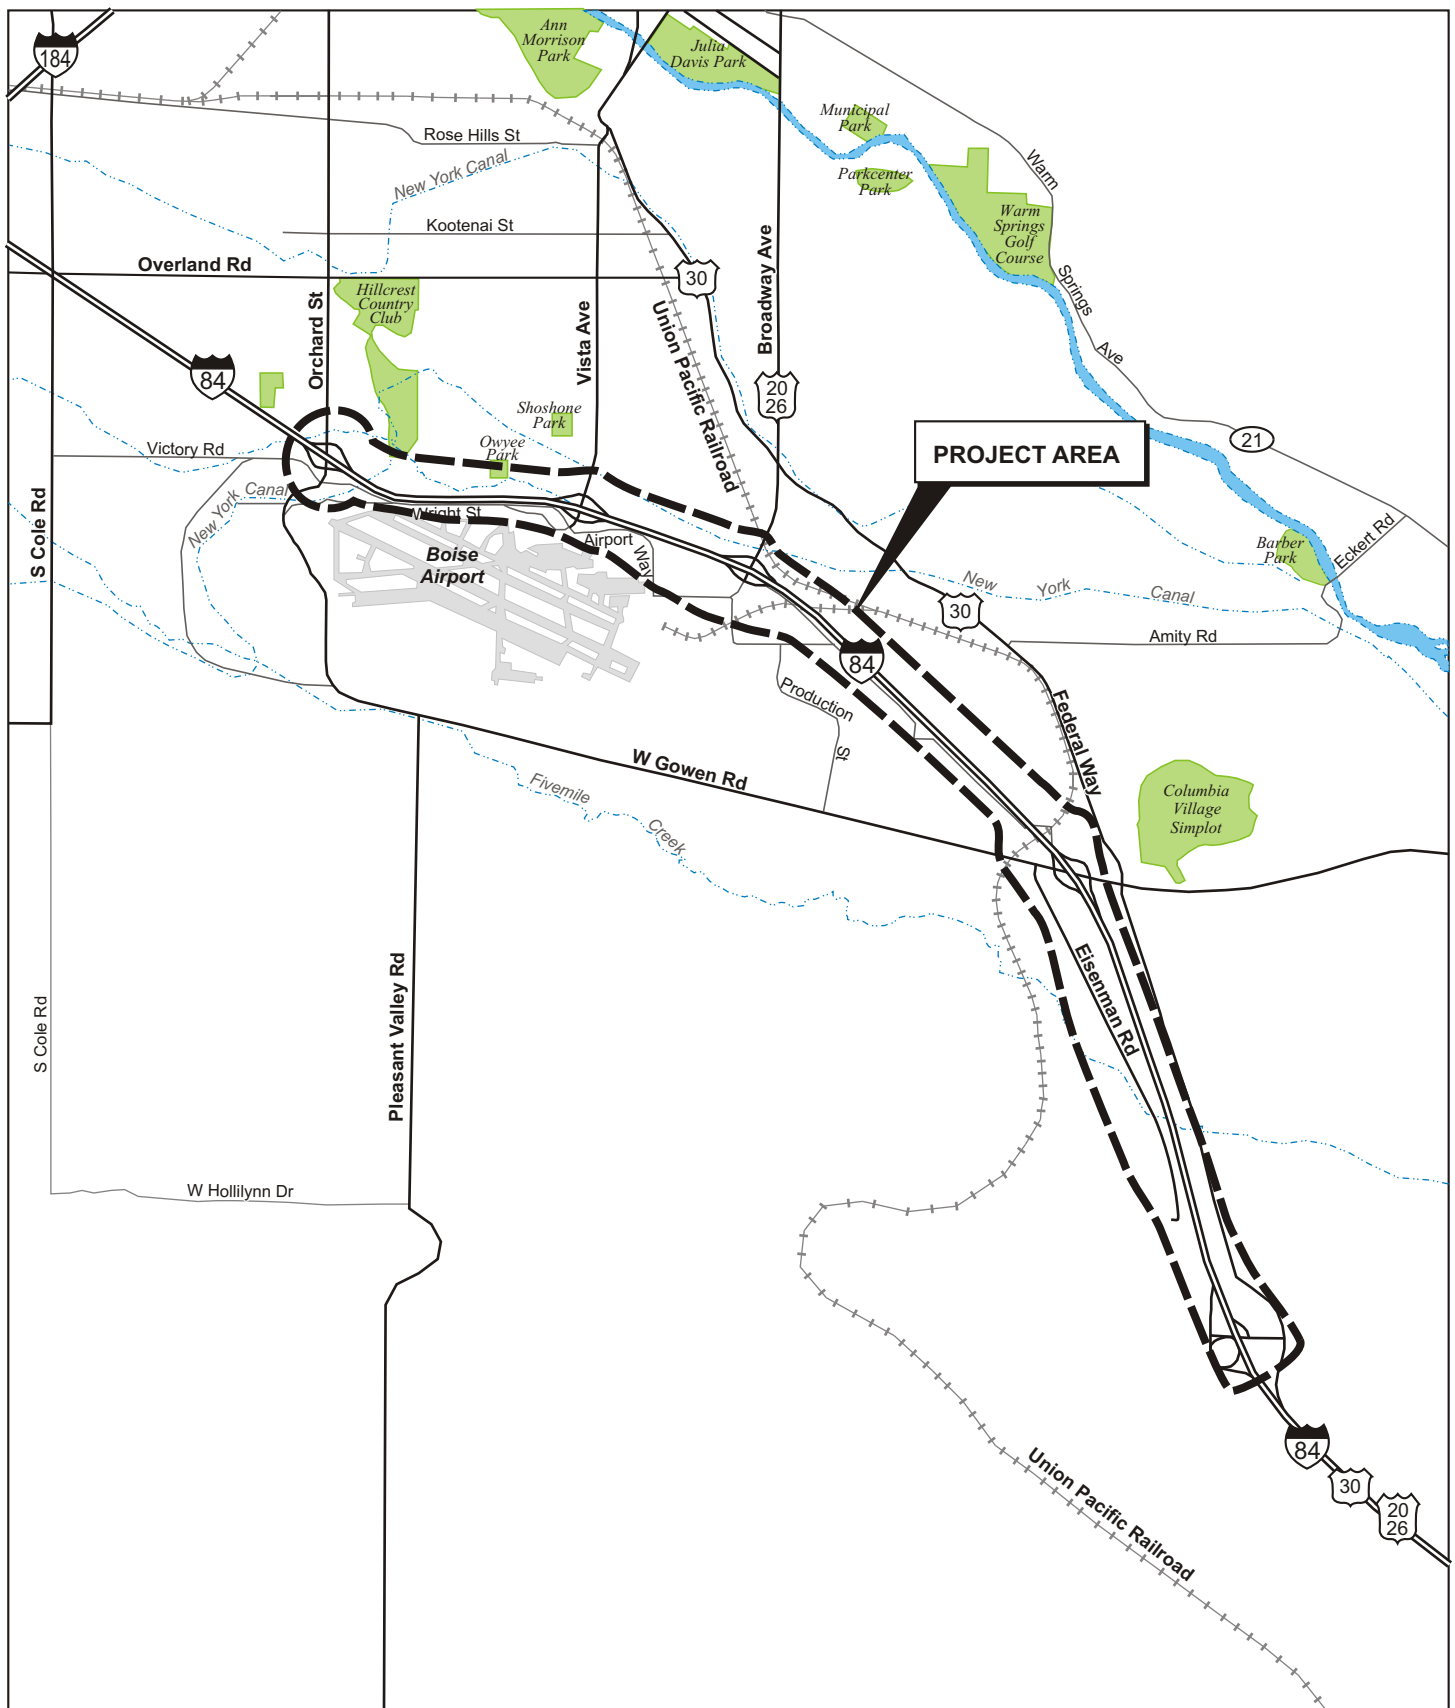 184
Ann
Morrison
Park
Julia
Davis Park
Municipal
Park
Rose Hills St
New York Canal
Parkcenter
Park
Warm
Springs
Ave
Warm
Springs
Golf
Course
Kootenai St
Overland Rd
30
Hillcrest
Country
Club
Orchard St
Vista Ave
Union Pacific Railroad
Broadway Ave
84
20
26
Shoshone
Park
Owyee
Park
PROJECT AREA
21
Victory Rd
S Cole Rd
New York Canal
Wright St
Airport
Way
Boise
Airport
Barber
Park
Eckert Rd
New York Canal
30
Amity Rd
84
Production
St
Federal Way
W Gowen Rd
Fivemile
Creek
Columbia
Village
Simplot
Eisenman Rd
S Cole Rd
Pleasant Valley Rd
W Hollilynn Dr
84
30
20
26
Union Pacific Railroad